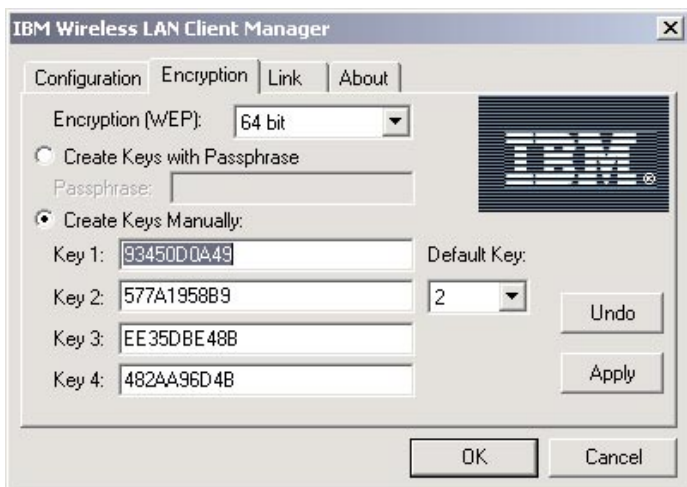 IBM Wireless LAN Client Manager
Configuration Encryption Link About
Encryption (WEP): 64 bit
Create Keys with Passphrase
Passphrase:
IBM®
Create Keys Manually:
Key 1: 93450D0A49 Default Key:
Key 2: 577A1958B9 2
Undo
Key 3: EE35DBE48B
Key 4: 482AA96D4B Apply
OK Cancel